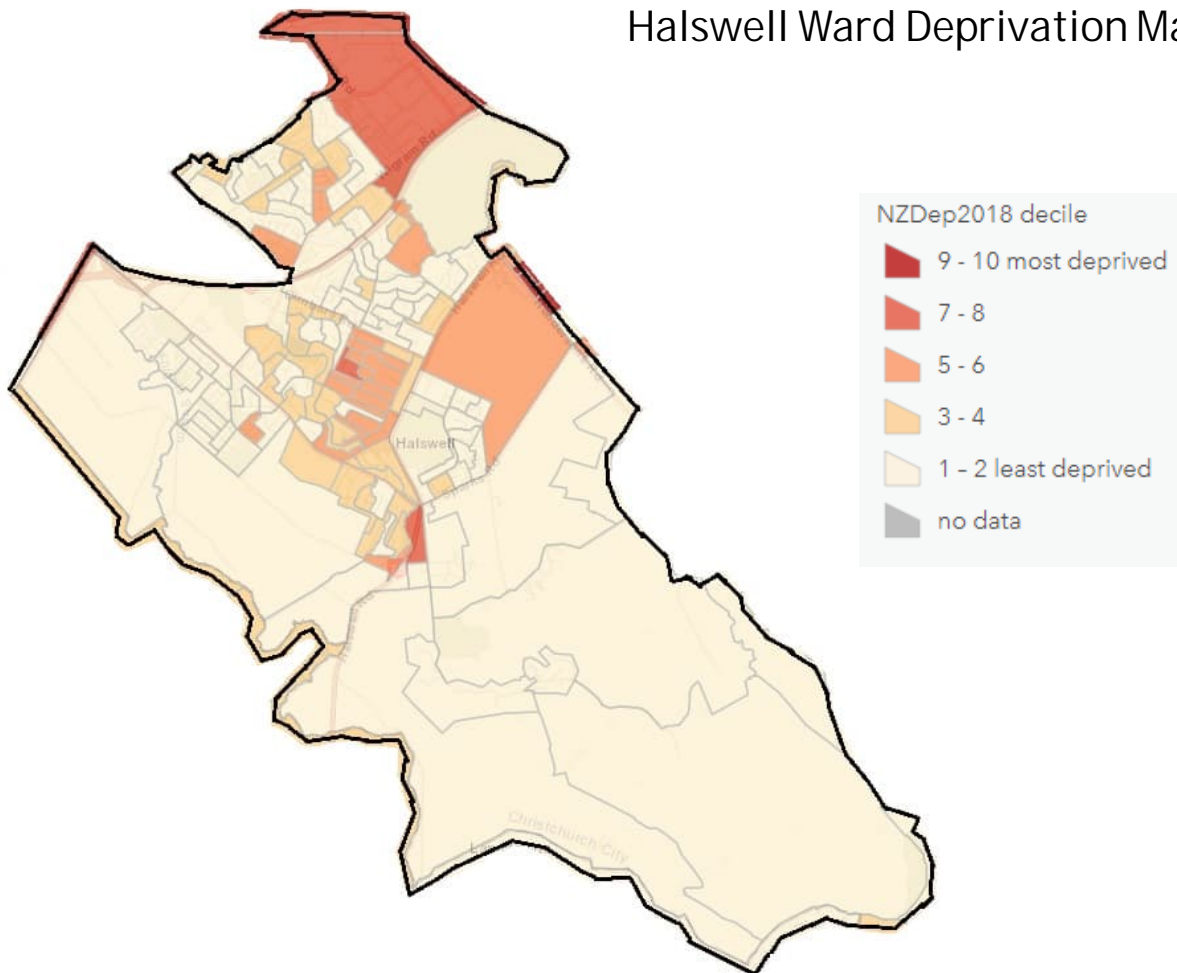 Halswell Ward Deprivation Ma
NZDep2018 decile
9 - 10 most deprived
7 - 8
5 - 6
3 - 4
1 - 2 least deprived
no data
Halswell
Christchurch City